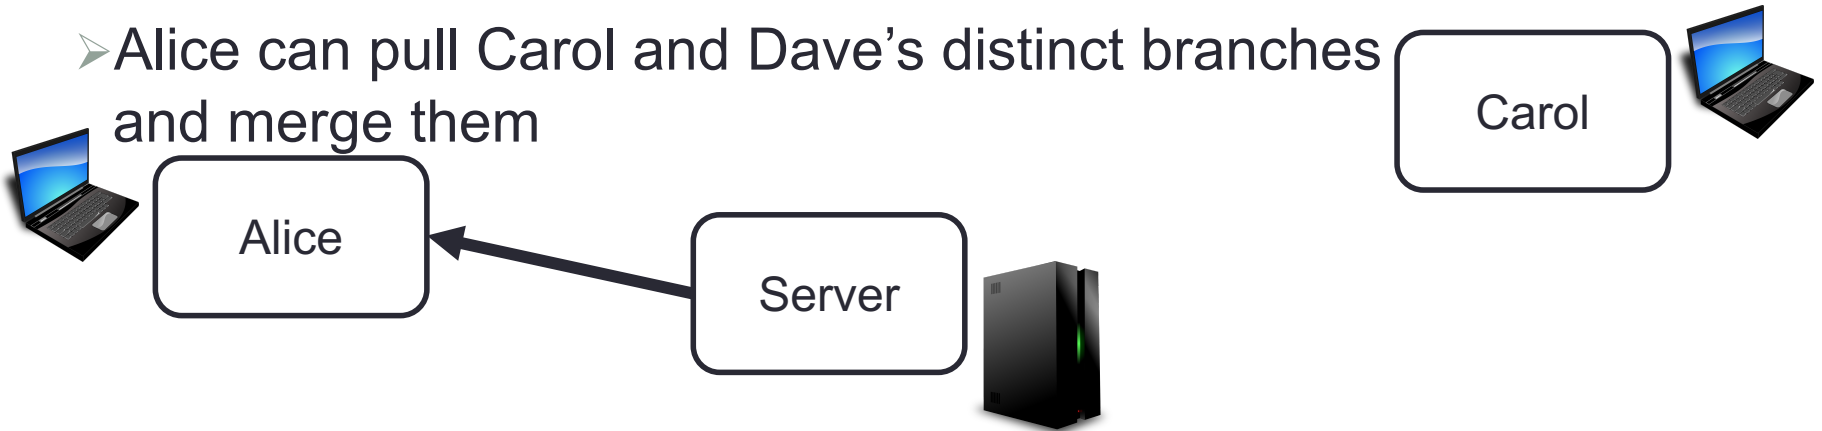 ➢Alice can pull Carol and Dave’s distinct branches
and merge them
Carol
Alice
Server